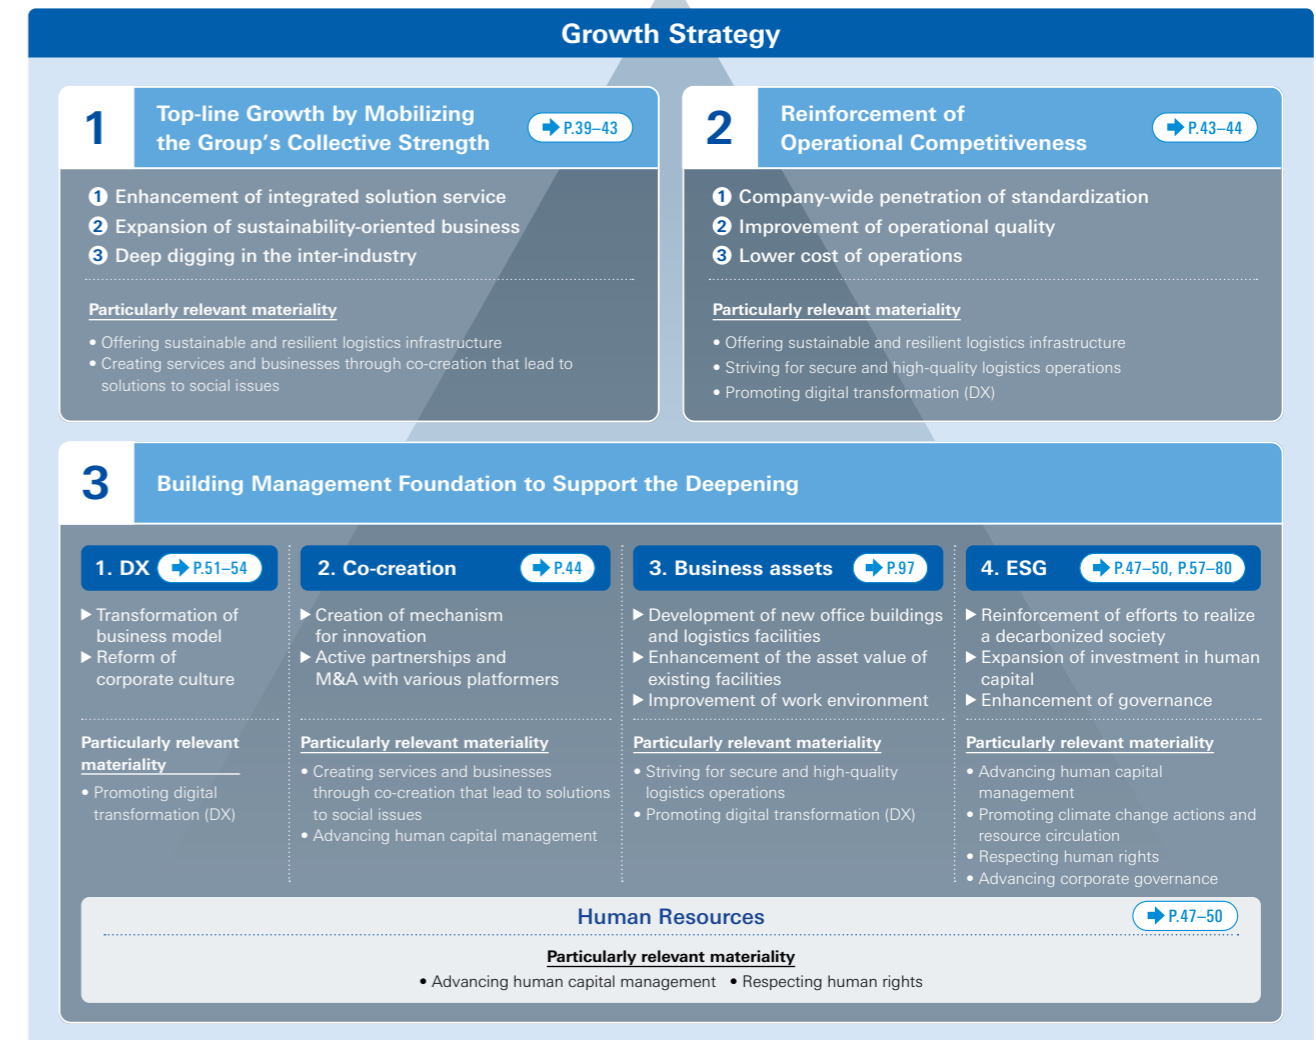 Growth Strategy
1
Top-line Growth by Mobilizing
the Group's Collective Strength
P.39–43
1 Enhancement of integrated solution service
2 Expansion of sustainability-oriented business
3 Deep digging in the inter-industry
Particularly relevant materiality
• Offering sustainable and resilient logistics infrastructure
• Creating services and businesses through co-creation that lead to
solutions to social issues
2
Reinforcement of
Operational Competitiveness
P.43–44
1 Company-wide penetration of standardization
2 Improvement of operational quality
3 Lower cost of operations
Particularly relevant materiality
• Offering sustainable and resilient logistics infrastructure
• Striving for secure and high-quality logistics operations
• Promoting digital transformation (DX)
3
Building Management Foundation to Support the Deepening
1. DX
P.51–54
Transformation of
business model
Reform of
corporate culture
Particularly relevant
materiality
• Promoting digital
transformation (DX)
2. Co-creation
P.44
Creation of mechanism
for innovation
Active partnerships and
M&A with various platformers
Particularly relevant materiality
• Creating services and businesses
through co-creation that lead to solutions
to social issues
• Advancing human capital management
3. Business assets
P.97
Development of new office buildings
and logistics facilities
Enhancement of the asset value of
existing facilities
Improvement of work environment
Particularly relevant materiality
• Striving for secure and high-quality
logistics operations
• Promoting digital transformation (DX)
4. ESG
P.47–50, P.57–80
Reinforcement of efforts to realize
a decarbonized society
Expansion of investment in human
capital
Enhancement of governance
Particularly relevant materiality
• Advancing human capital
management
• Promoting climate change actions and
resource circulation
• Respecting human rights
• Advancing corporate governance
Human Resources
P.47–50
Particularly relevant materiality
• Advancing human capital management • Respecting human rights